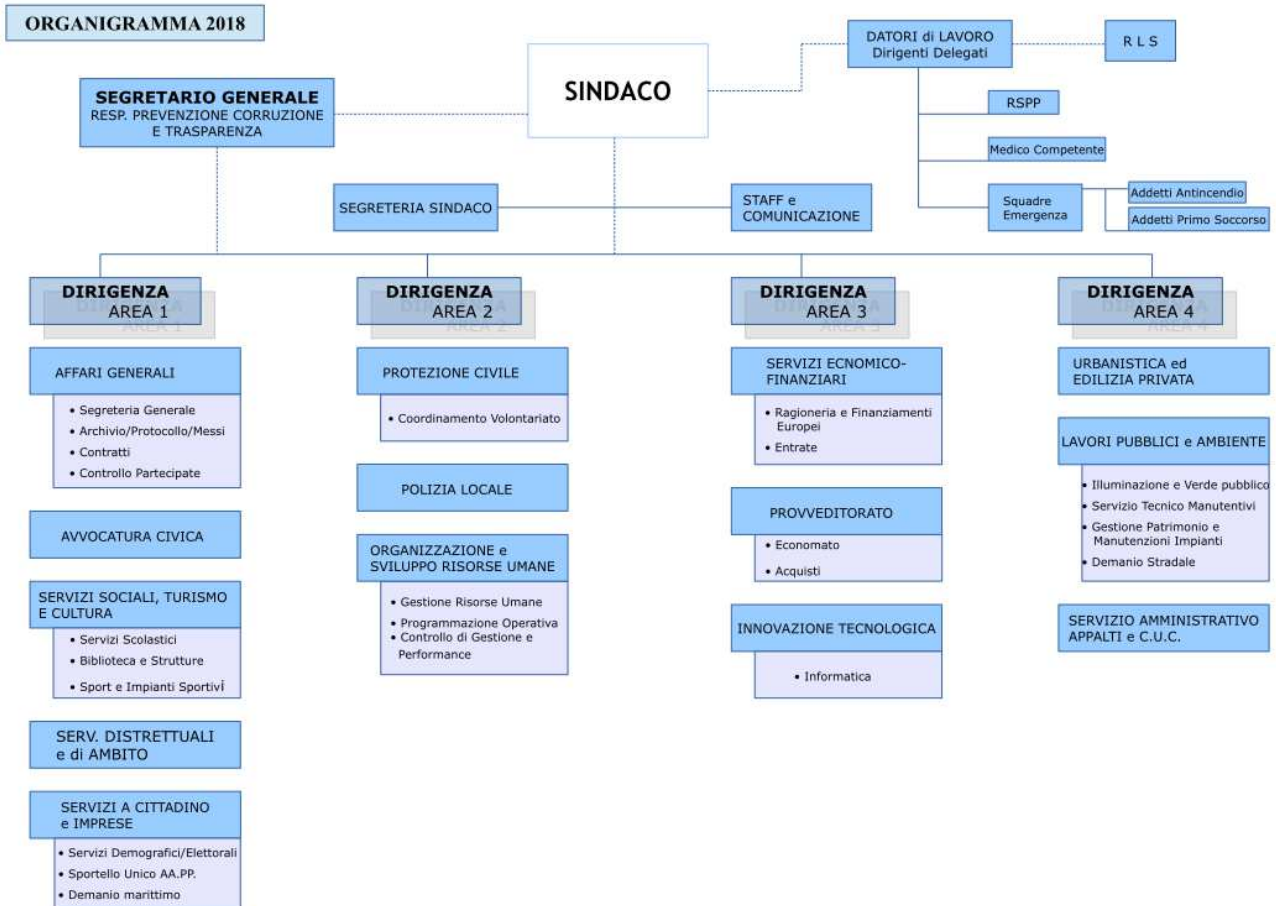 ORGANIGRAMMA 2018
SINDACO
SEGRETARIO GENERALE
RESP. PREVENZIONE CORRUZIONE
E TRASPARENZA
DATORI di LAVORO
Dirigenti Delegati
R L S
RSPP
Medico Competente
Squadre
Emergenza
Addetti Antincendio
Addetti Primo Soccorso
SEGRETERIA SINDACO
STAFF e
COMUNICAZIONE
DIRIGENZA
AREA 1
AFFARI GENERALI
• Segreteria Generale
• Archivio/Protocollo/Messi
• Contratti
• Controllo Partecipate
AVVOCATURA CIVICA
SERVIZI SOCIALI, TURISMO
E CULTURA
• Servizi Scolastici
• Biblioteca e Strutture
• Sport e Impianti Sportivi
SERV. DISTRETTUALI
e di AMBITO
SERVIZI A CITTADINO
e IMPRESE
• Servizi Demografici/Elettorali
• Sportello Unico AA.PP.
• Demanio marittimo
DIRIGENZA
AREA 2
PROTEZIONE CIVILE
• Coordinamento Volontariato
POLIZIA LOCALE
ORGANIZZAZIONE e
SVILUPPO RISORSE UMANE
• Gestione Risorse Umane
• Programmazione Operativa
• Controllo di Gestione e
Performance
DIRIGENZA
AREA 3
SERVIZI ECNOMICO-
FINANZIARI
• Ragioneria e Finanziamenti
Europei
• Entrate
PROVVEDITORATO
• Economato
• Acquisti
INNOVAZIONE TECNOLOGICA
• Informatica
DIRIGENZA
AREA 4
URBANISTICA ed
EDILIZIA PRIVATA
LAVORI PUBBLICI e AMBIENTE
• Illuminazione e Verde pubblico
• Servizio Tecnico Manutentivi
• Gestione Patrimonio e
Manutenzioni Impianti
• Demanio Stradale
SERVIZIO AMMINISTRATIVO
APPALTI e C.U.C.